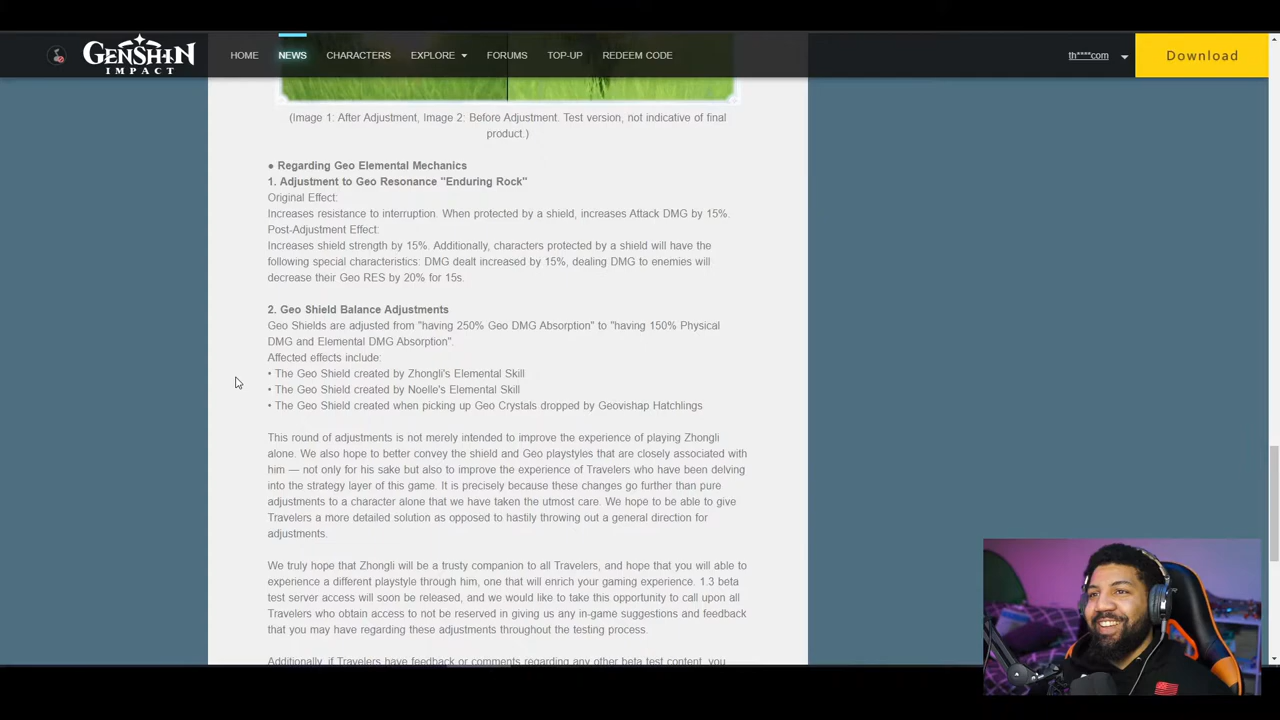 GENSHIN
IMPACT
HOME NEWS CHARACTERS EXPLORE FORUMS TOP-UP REDEEM CODE
th****com
Download
(Image 1: After Adjustment, Image 2: Before Adjustment. Test version, not indicative of final
product.)
● Regarding Geo Elemental Mechanics
1. Adjustment to Geo Resonance "Enduring Rock"
Original Effect:
Increases resistance to interruption. When protected by a shield, increases Attack DMG by 15%.
Post-Adjustment Effect:
Increases shield strength by 15%. Additionally, characters protected by a shield will have the
following special characteristics: DMG dealt increased by 15%, dealing DMG to enemies will
decrease their Geo RES by 20% for 15s.
2. Geo Shield Balance Adjustments
Geo Shields are adjusted from "having 250% Geo DMG Absorption" to "having 150% Physical
DMG and Elemental DMG Absorption".
Affected effects include:
• The Geo Shield created by Zhongli's Elemental Skill
• The Geo Shield created by Noelle's Elemental Skill
• The Geo Shield created when picking up Geo Crystals dropped by Geovishap Hatchlings
This round of adjustments is not merely intended to improve the experience of playing Zhongli
alone. We also hope to better convey the shield and Geo playstyles that are closely associated with
him — not only for his sake but also to improve the experience of Travelers who have been delving
into the strategy layer of this game. It is precisely because these changes go further than pure
adjustments to a character alone that we have taken the utmost care. We hope to be able to give
Travelers a more detailed solution as opposed to hastily throwing out a general direction for
adjustments.
We truly hope that Zhongli will be a trusty companion to all Travelers, and hope that you will able to
experience a different playstyle through him, one that will enrich your gaming experience. 1.3 beta
test server access will soon be released, and we would like to take this opportunity to call upon all
Travelers who obtain access to not be reserved in giving us any in-game suggestions and feedback
that you may have regarding these adjustments throughout the testing process.
Additionally, if Travelers have feedback or comments regarding any other beta test content, you